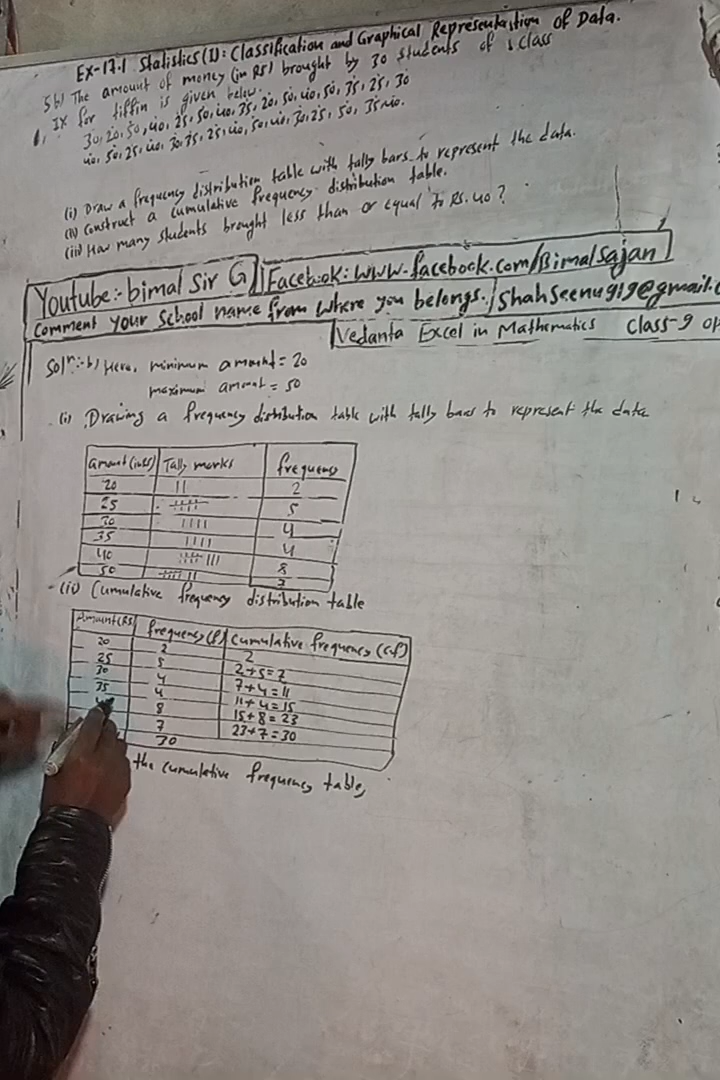 Ex-17.1 Statistics (I): Classification and Graphical Representation of Data.
5b) The amount of money (in RS) brought by 30 students of class
IX for tiffin is given below.
30, 20, 50, 40, 25, 50, 40, 35, 20, 50, 40, 50, 35, 25, 30
40, 50, 25, 40, 30, 35, 25, 40, 50, 40, 30, 25, 50, 35, 40.
(i) Draw a frequency distribution table with tally bars to represent the data.
(ii) Construct a cumulative frequency distribution table.
(iii) How many students brought less than or equal to Rs. 40?
Youtube:- bimal Sir G Facebook: www.facebook.com/Bimalsajan
Comment your School name from where you belongs. / Shahseenu919@gmail.c
Vedanta Excel in Mathematics Class-9 op
Solⁿ:- b) Here, minimum amount = 20
maximum amount = 50
(i) Drawing a frequency distribution table with tally bars to represent the data
amount (in RS) Tally marks frequency
20 || 2
25 5
30 |||| 4
35 |||| 4
40 ||| 8
50 || 7
(ii) Cumulative frequency distribution table
Amount (RS) frequency (f) Cumulative frequency (cf)
20 2 2
25 5 2+5=7
30 4 7+4=11
35 4 11+4=15
8 15+8=23
7 23+7=30
30
the cumulative frequency table,